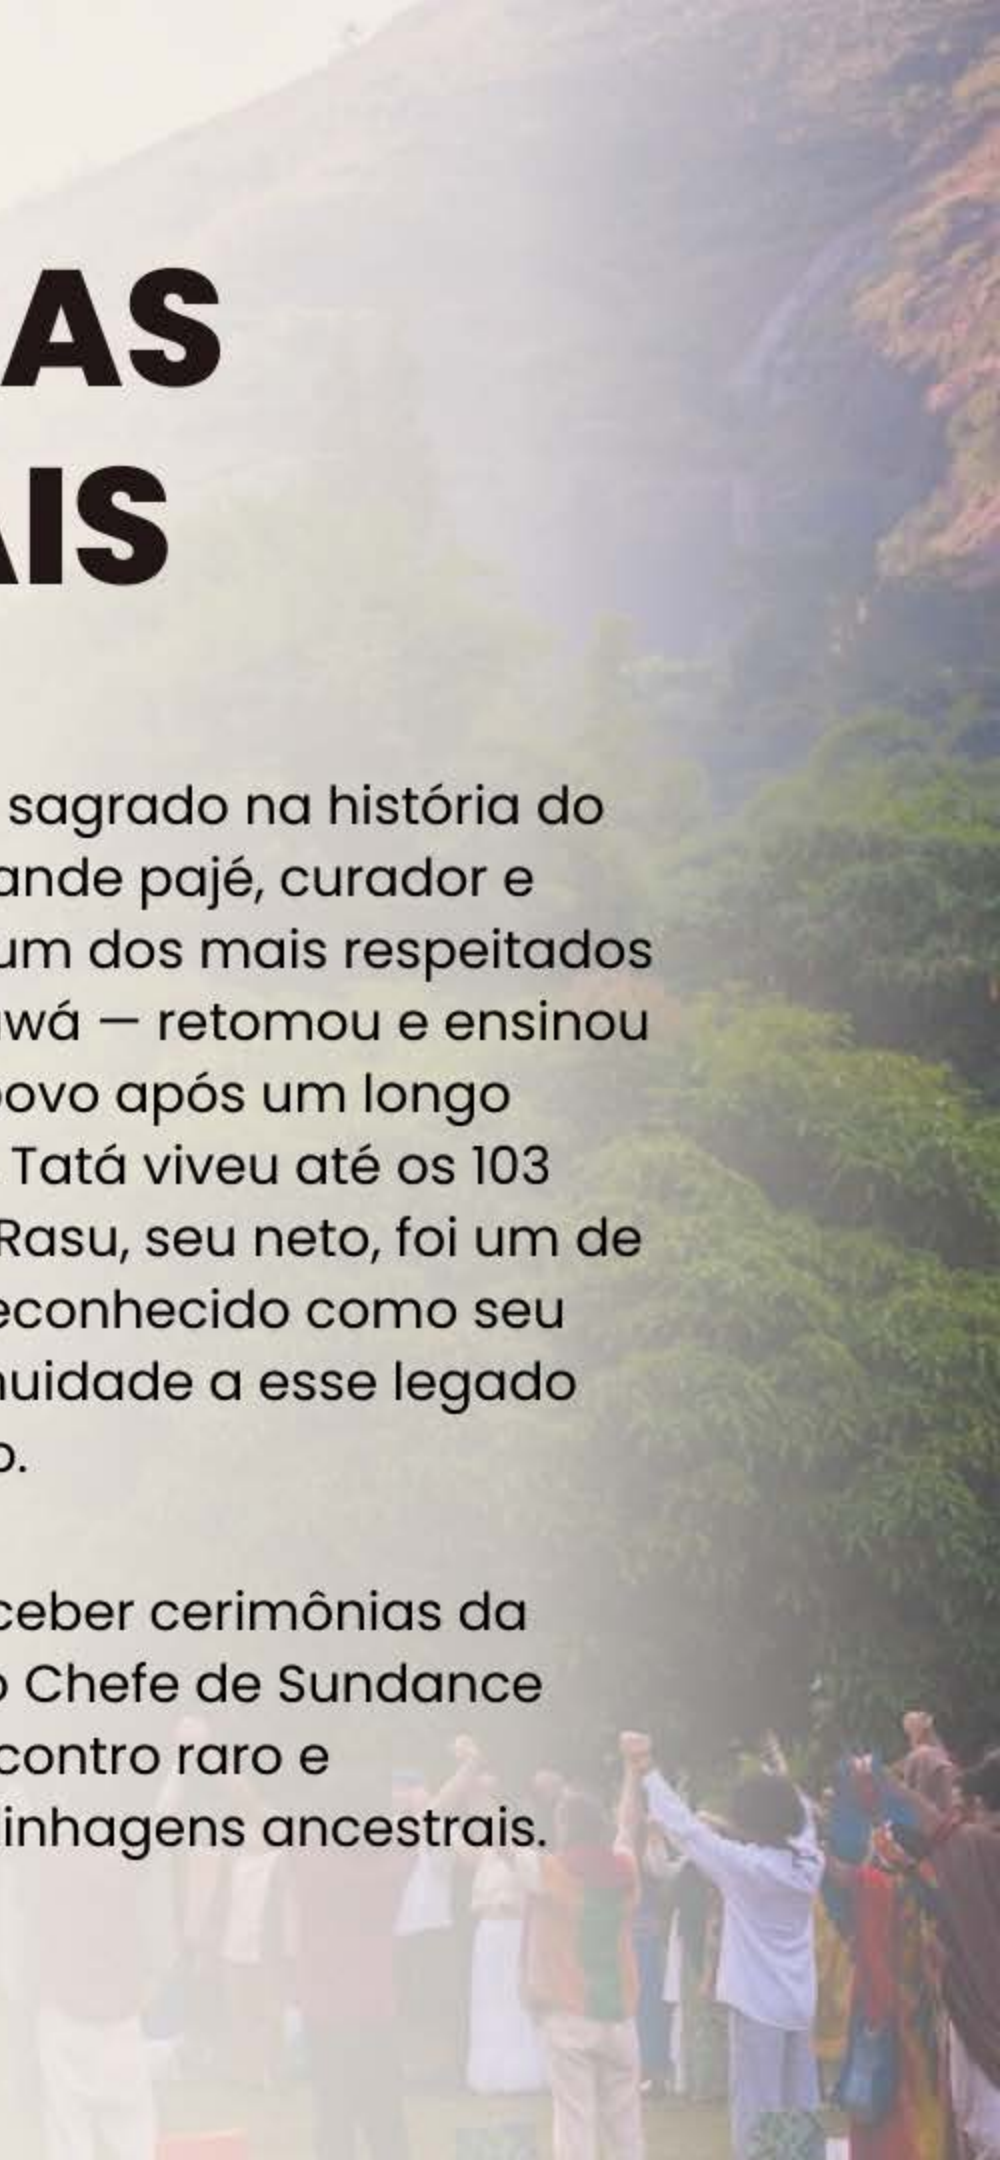 AS
AIS
sagrado na história do
ande pajé, curador e
um dos mais respeitados
wá — retomou e ensinou
ovo após um longo
Tatá viveu até os 103
Rasu, seu neto, foi um de
econhecido como seu
nuidade a esse legado
o.
ceber cerimônias da
o Chefe de Sundance
contro raro e
inhagens ancestrais.